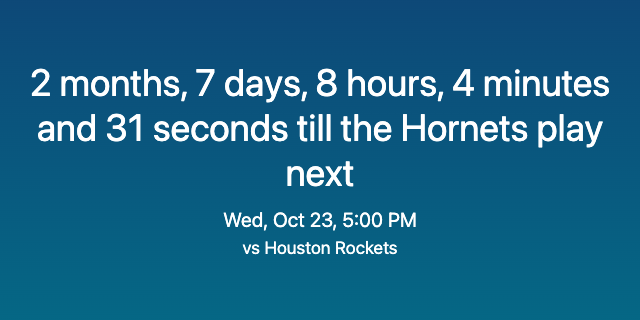 2 months, 7 days, 8 hours, 4 minutes
and 31 seconds till the Hornets play
next
Wed, Oct 23, 5:00 PM
vs Houston Rockets